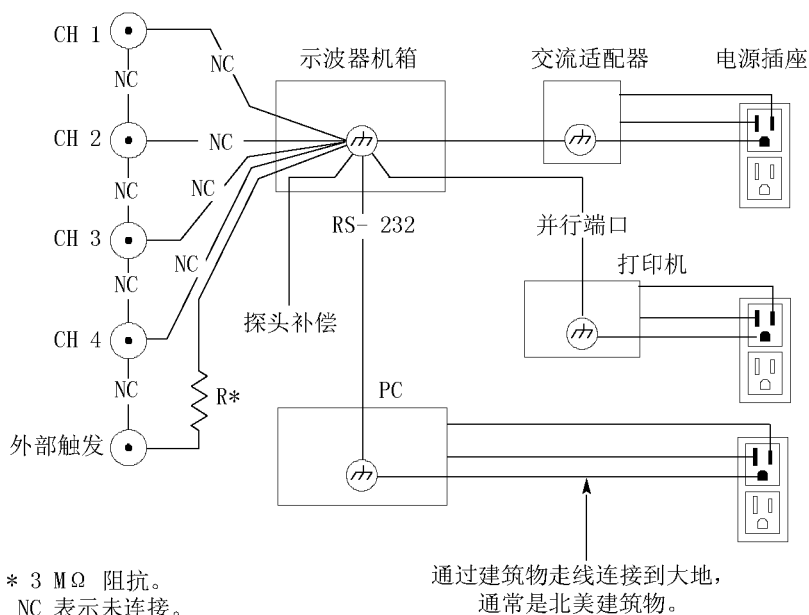 CH 1
示波器机箱
交流适配器
电源插座
NC
NC
CH 2
NC
NC
NC
CH 3
RS- 232
并行端口
NC
NC
打印机
探头补偿
CH 4
NC
R*
PC
外部触发
* 3 MΩ 阻抗。
NC 表示未连接。
通过建筑物走线连接到大地,
通常是北美建筑物。